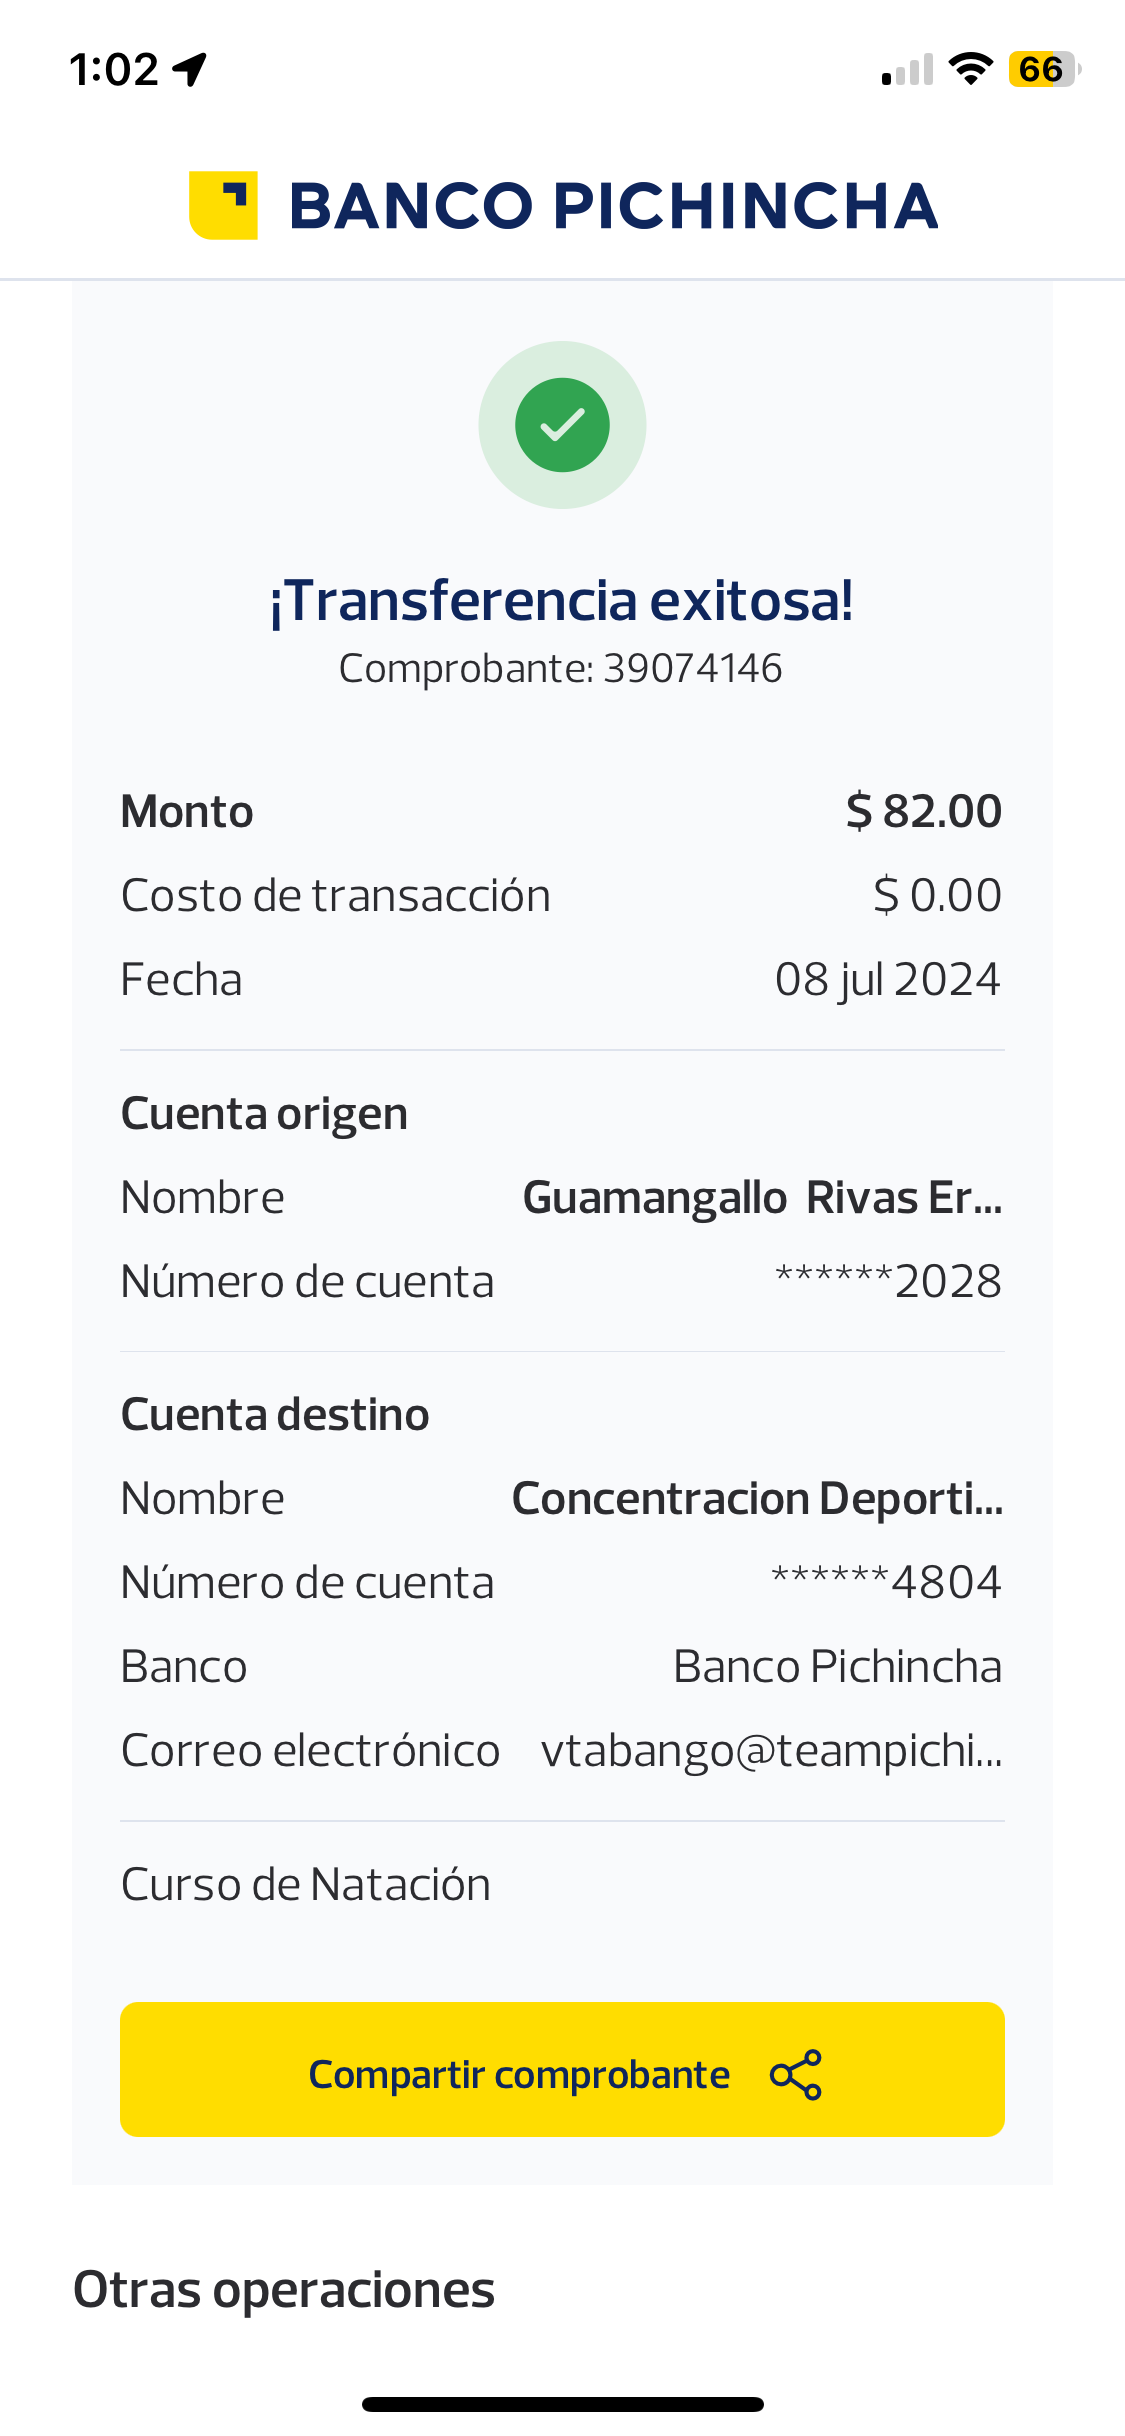 1:02
66
BANCO PICHINCHA
¡Transferencia exitosa!
Comprobante: 39074146
Monto $ 82.00
Costo de transacción $ 0.00
Fecha 08 jul 2024
Cuenta origen
Nombre Guamangallo Rivas Er...
Número de cuenta ******2028
Cuenta destino
Nombre Concentracion Deporti...
Número de cuenta ******4804
Banco Banco Pichincha
Correo electrónico vtabango@teampichi...
Curso de Natación
Compartir comprobante
Otras operaciones